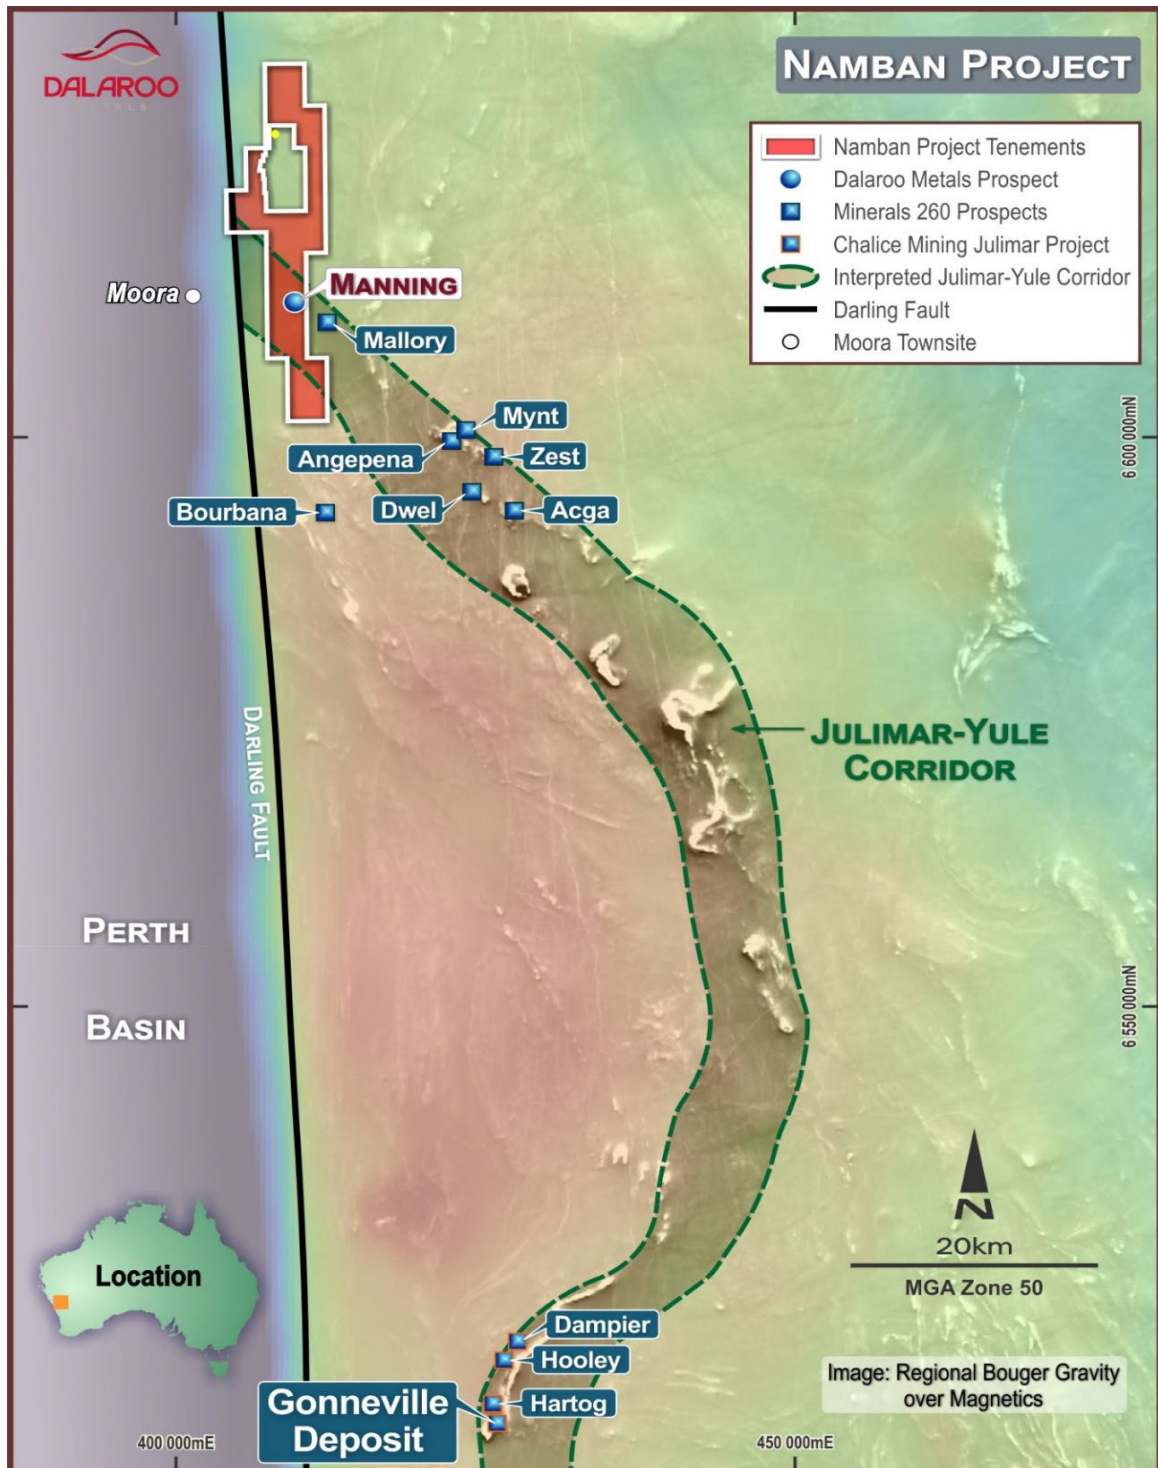 DALAROO
METALS
NAMBAN PROJECT
Namban Project Tenements
Dalaroo Metals Prospect
Minerals 260 Prospects
Chalice Mining Julimar Project
Interpreted Julimar-Yule Corridor
Darling Fault
Moora Townsite
Moora
MANNING
Mallory
Mynt
Angepena
Zest
Bourbana
Dwel
Acga
6 600 000mN
DARLING FAULT
JULIMAR-YULE
CORRIDOR
PERTH
BASIN
6 550 000mN
N
20km
MGA Zone 50
Location
Dampier
Hooley
Hartog
Gonneville
Deposit
Image: Regional Bouger Gravity
over Magnetics
400 000mE
450 000mE